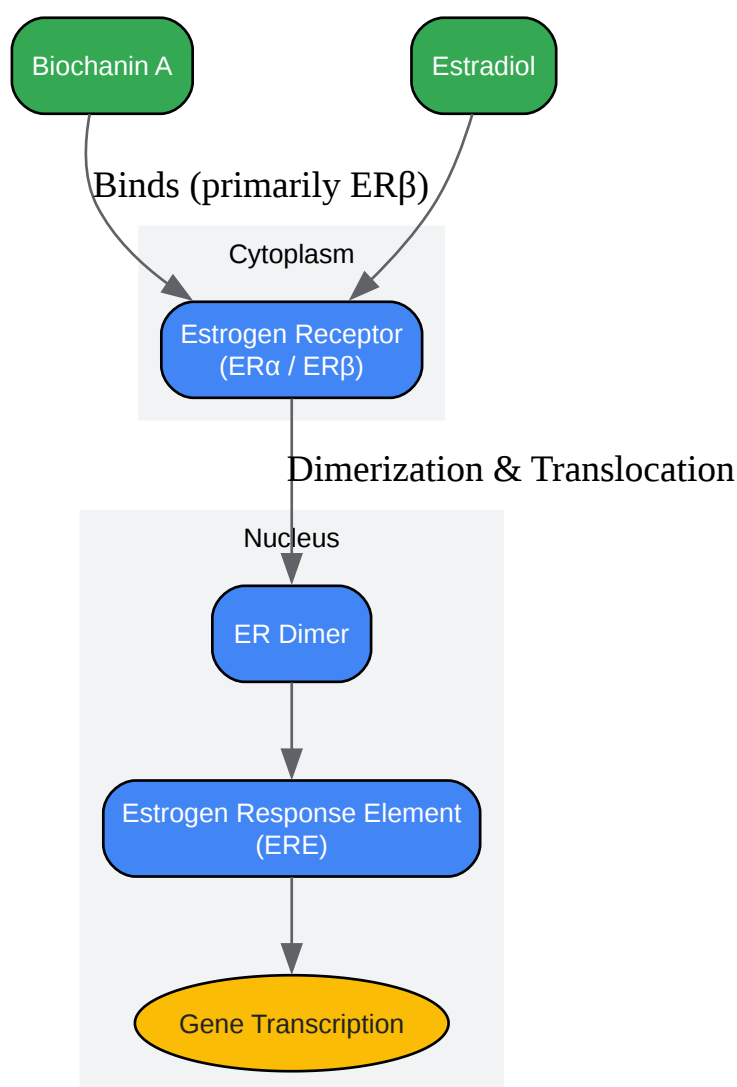 Biochanin A
Estradiol
Binds (primarily ERβ)
Cytoplasm
Estrogen Receptor
(ERα / ERβ)
Dimerization & Translocation
Nucleus
ER Dimer
Estrogen Response Element
(ERE)
Gene Transcription